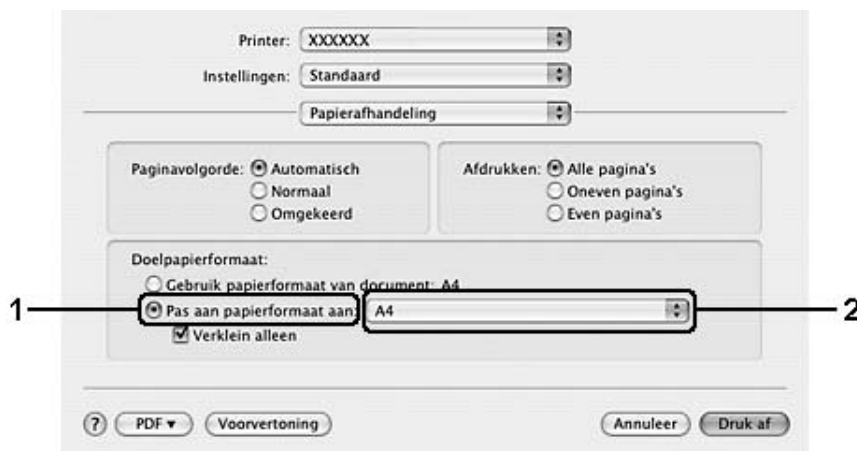 Printer: XXXXXX
Instellingen: Standaard
Papierafhandeling
Paginavolgorde: Automatisch
Normaal
Omgekeerd
Afdrukken: Alle pagina's
Oneven pagina's
Even pagina's
Doelpapierformaat:
Gebruik papierformaat van document: A4
1 Pas aan papierformaat aan: A4 2
Verklein alleen
? PDF Voorvertoning Annuleer Druk af